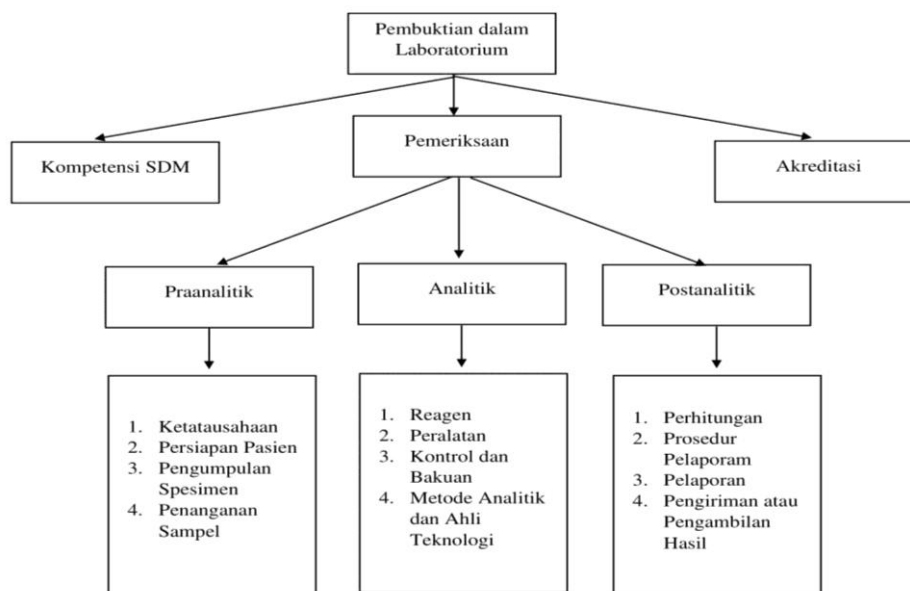 Pembuktian dalam
Laboratorium
Kompetensi SDM
Pemeriksaan
Akreditasi
Praanalitik
Analitik
Postanalitik
1. Ketatausahaan
2. Persiapan Pasien
3. Pengumpulan
Spesimen
4. Penanganan
Sampel
1. Reagen
2. Peralatan
3. Kontrol dan
Bakuan
4. Metode Analitik
dan Ahli
Teknologi
1. Perhitungan
2. Prosedur
Pelaporam
3. Pelaporan
4. Pengiriman atau
Pengambilan
Hasil